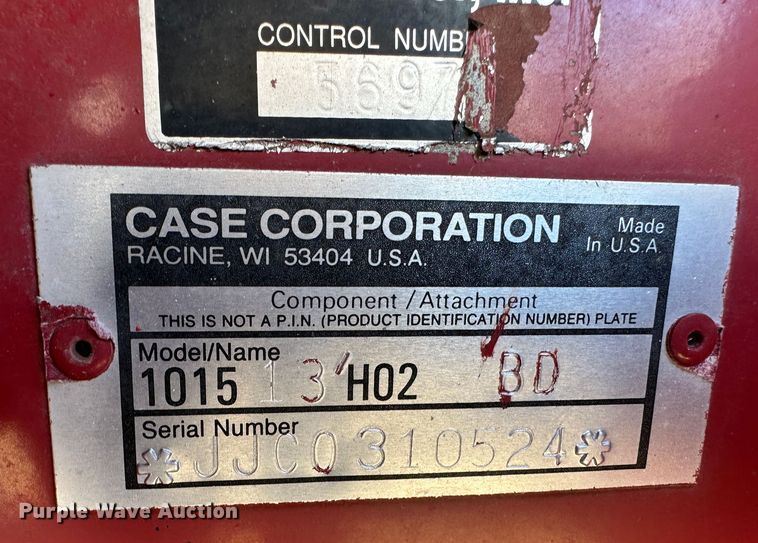 CONTROL NUMB
5697
CASE CORPORATION
RACINE, WI 53404 U.S.A.
Made
In U.S.A.
Component / Attachment
THIS IS NOT A P.I.N. (PRODUCT IDENTIFICATION NUMBER) PLATE
Model/Name
1015 13' H02 BD
Serial Number
*JJC0310524*
Purple Wave Auction